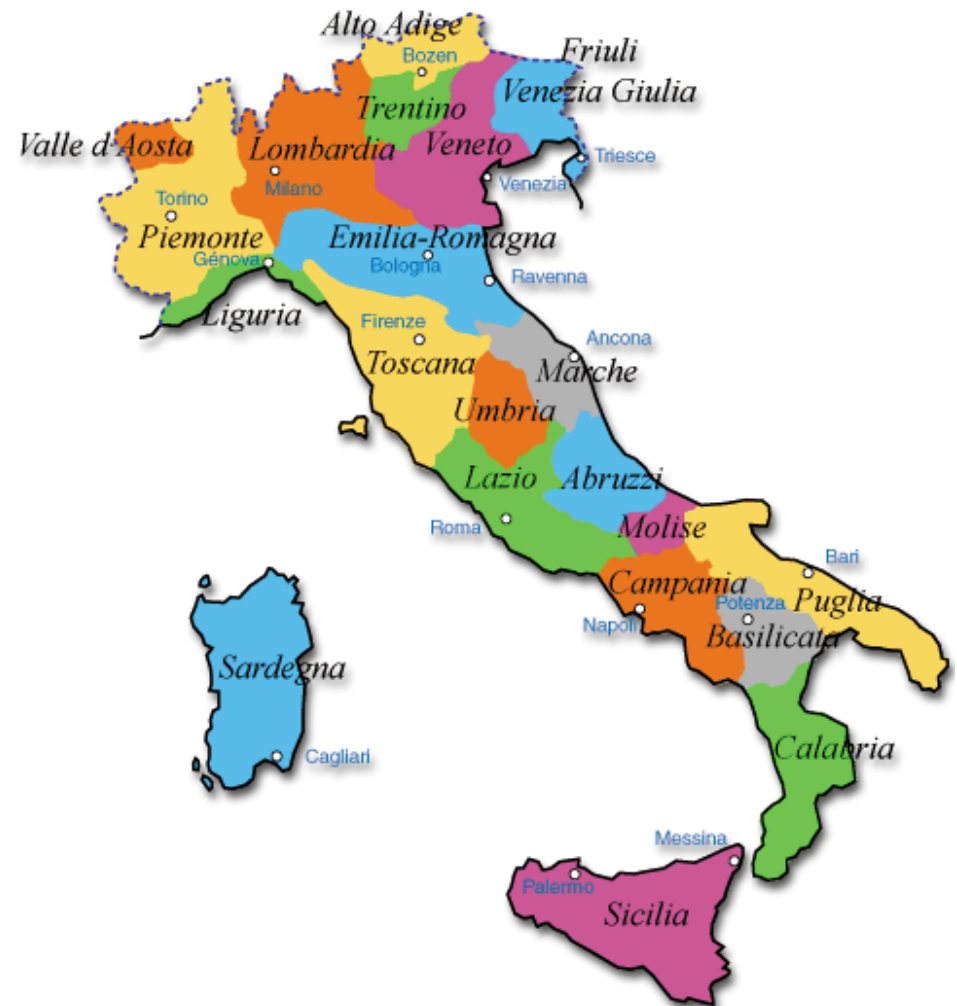 Alto Adige
Bozen
Friuli
Venezia Giulia
Trentino
Valle d'Aosta
Lombardia
Veneto
Triesce
Milano
Venezia
Torino
Piemonte
Emilia-Romagna
Génova
Bologna
Ravenna
Liguria
Firenze
Ancona
Toscana
Marche
Umbria
Lazio
Abruzzi
Roma
Molise
Bari
Campania
Puglia
Potenza
Napoli
Basilicata
Sardegna
Cagliari
Calabria
Messina
Palermo
Sicilia